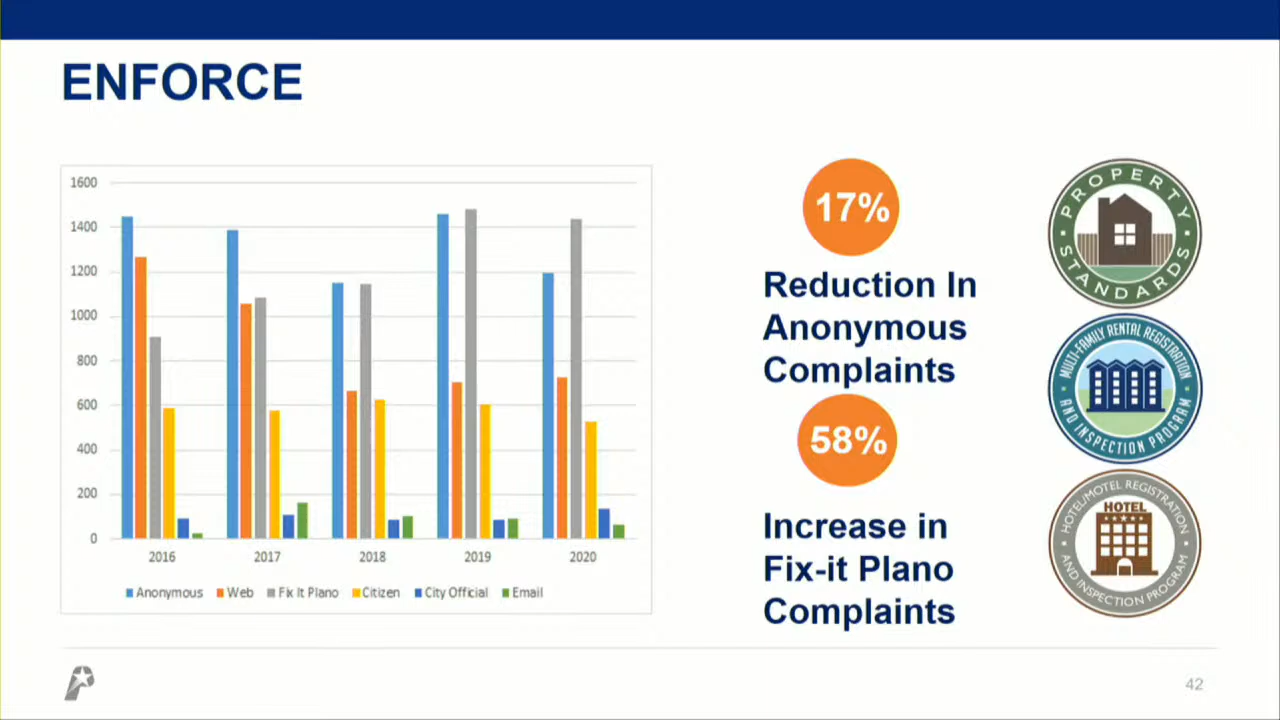 ENFORCE
1600
1400
1200
1000
800
600
400
200
0
2016 2017 2018 2019 2020
Anonymous Web Fix It Plano Citizen City Official Email
17%
Reduction In
Anonymous
Complaints
58%
Increase in
Fix-it Plano
Complaints
PROPERTY
STANDARDS
MULTI-FAMILY RENTAL REGISTRATION
AND INSPECTION PROGRAM
HOTEL/MOTEL REGISTRATION
HOTEL
AND INSPECTION PROGRAM
42